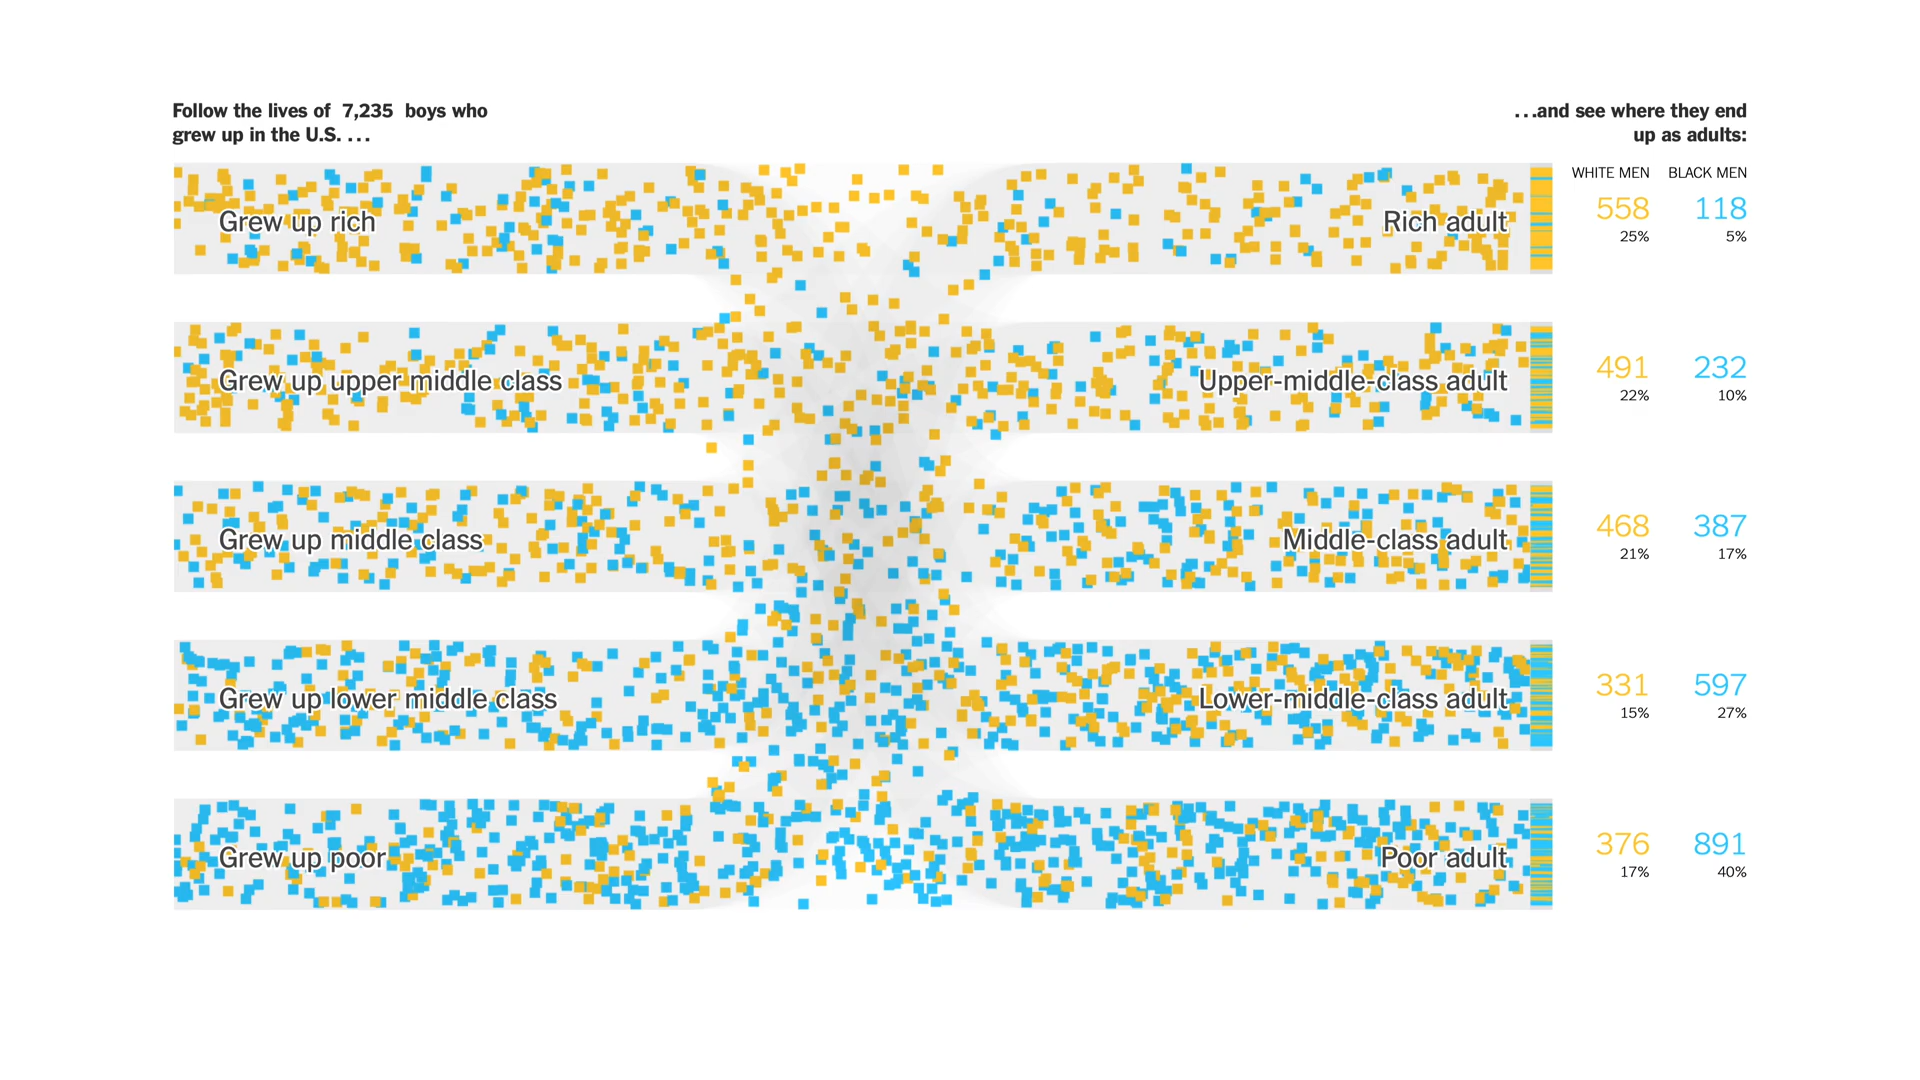 Follow the lives of 7,235 boys who
grew up in the U.S. ...
...and see where they end
up as adults:
WHITE MEN BLACK MEN
Grew up rich
Rich adult
558 118
25% 5%
Grew up upper middle class
Upper-middle-class adult
491 232
22% 10%
Grew up middle class
Middle-class adult
468 387
21% 17%
Grew up lower middle class
Lower-middle-class adult
331 597
15% 27%
Grew up poor
Poor adult
376 891
17% 40%